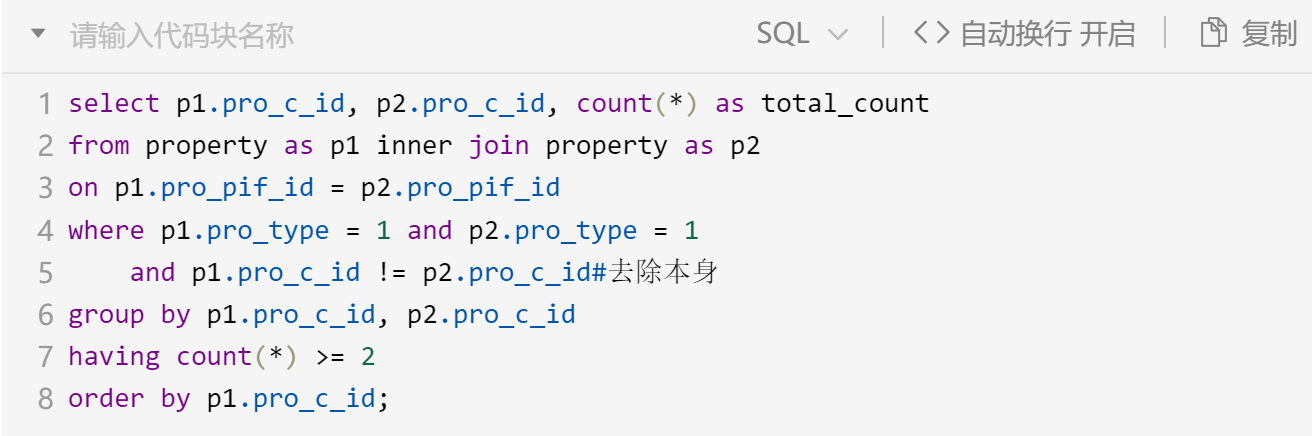 请输入代码块名称 SQL 自动换行 开启 复制
1 select p1.pro_c_id, p2.pro_c_id, count(*) as total_count
2 from property as p1 inner join property as p2
3 on p1.pro_pif_id = p2.pro_pif_id
4 where p1.pro_type = 1 and p2.pro_type = 1
5     and p1.pro_c_id != p2.pro_c_id#去除本身
6 group by p1.pro_c_id, p2.pro_c_id
7 having count(*) >= 2
8 order by p1.pro_c_id;